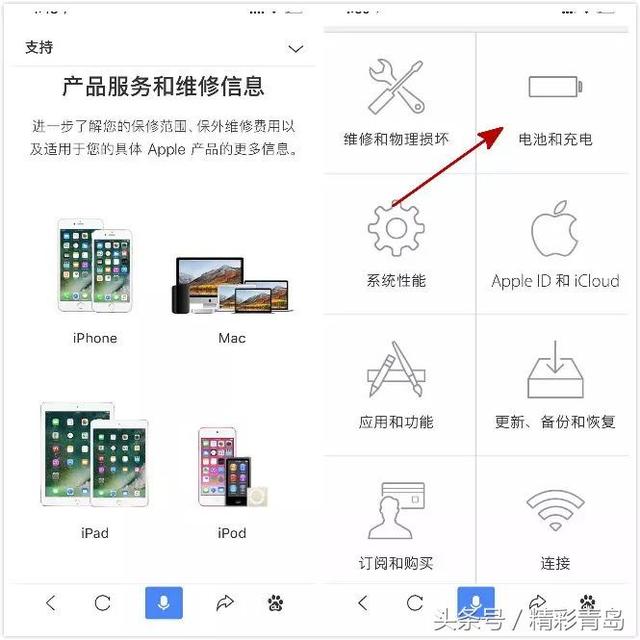 支持
产品服务和维修信息
进一步了解您的保修范围、保外维修费用以
及适用于您的具体 Apple 产品的更多信息。
iPhone
Mac
iPad
iPod
维修和物理损坏
电池和充电
系统性能
Apple ID 和 iCloud
应用和功能
更新、备份和恢复
订阅和购买
连接
头条号 / 精彩青岛